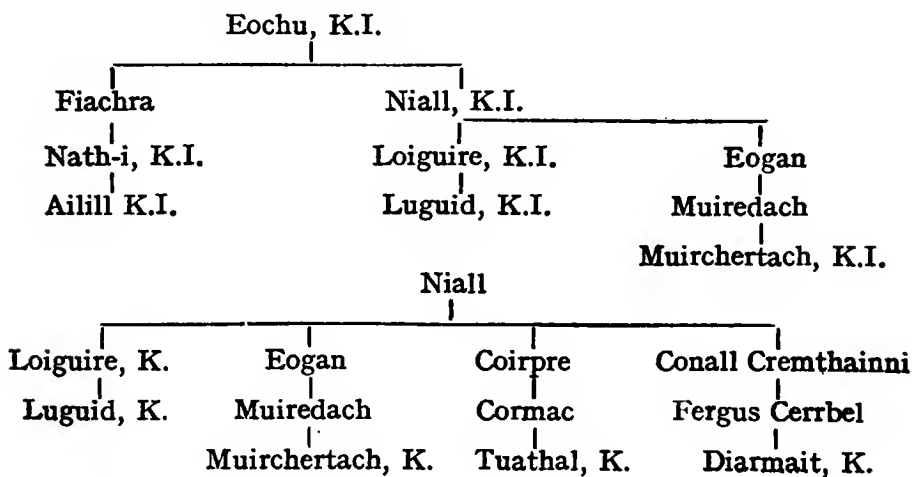 Eochu, K.I.
Fiachra Niall, K.I.
Nath-i, K.I. Loiguire, K.I. Eogan
Ailill K.I. Luguid, K.I. Muiredach
Muirchertach, K.I.
Niall
Loiguire, K. Eogan Coirpre Conall Cremthainni
Luguid, K. Muiredach Cormac Fergus Cerrbel
Muirchertach, K. Tuathal, K. Diarmait, K.